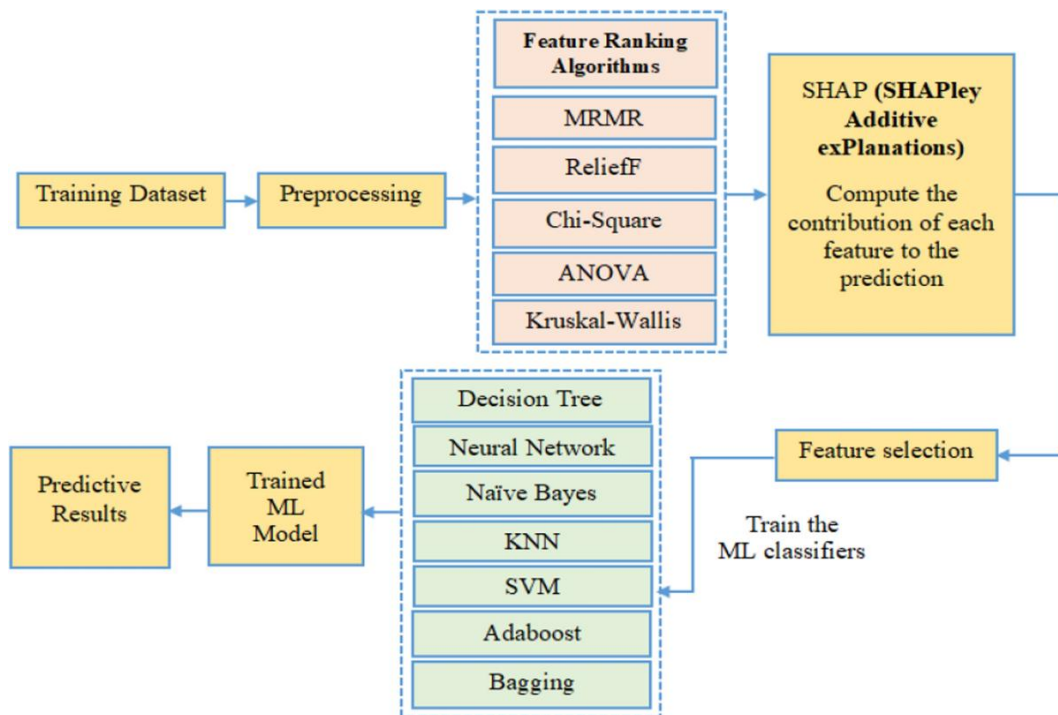 Training Dataset
Preprocessing
Feature Ranking
Algorithms
MRMR
ReliefF
Chi-Square
ANOVA
Kruskal-Wallis
SHAP (SHAPley
Additive
exPlanations)
Compute the
contribution of each
feature to the
prediction
Feature selection
Train the
ML classifiers
Decision Tree
Neural Network
Naïve Bayes
KNN
SVM
Adaboost
Bagging
Trained
ML
Model
Predictive
Results